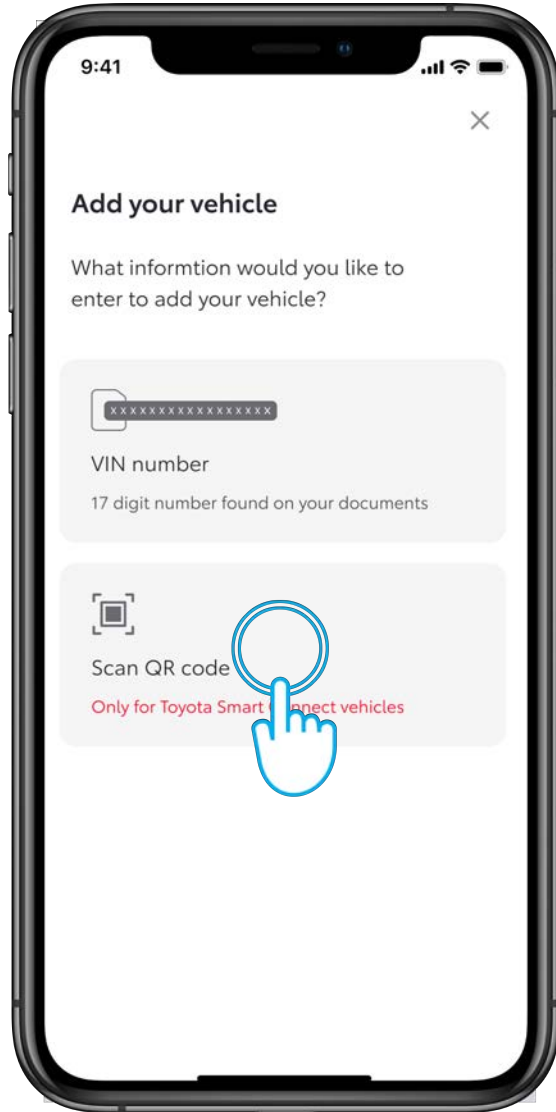 9:41
Add your vehicle
What informtion would you like to
enter to add your vehicle?
xxxxxxxxxxxxxxxxx
VIN number
17 digit number found on your documents
Scan QR code
Only for Toyota Smart Connect vehicles